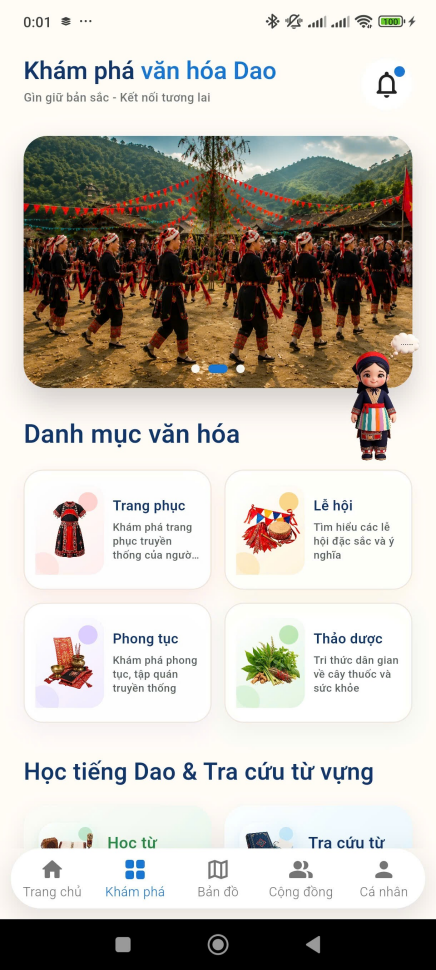 0:01
100
Khám phá văn hóa Dao
Gìn giữ bản sắc - Kết nối tương lai
Danh mục văn hóa
Trang phục
Khám phá trang
phục truyền
thống của ngườ...
Lễ hội
Tìm hiểu các lễ
hội đặc sắc và ý
nghĩa
Phong tục
Khám phá phong
tục, tập quán
truyền thống
Thảo dược
Tri thức dân gian
về cây thuốc và
sức khỏe
Học tiếng Dao & Tra cứu từ vựng
Học từ
Tra cứu từ
Trang chủ
Khám phá
Bản đồ
Cộng đồng
Cá nhân